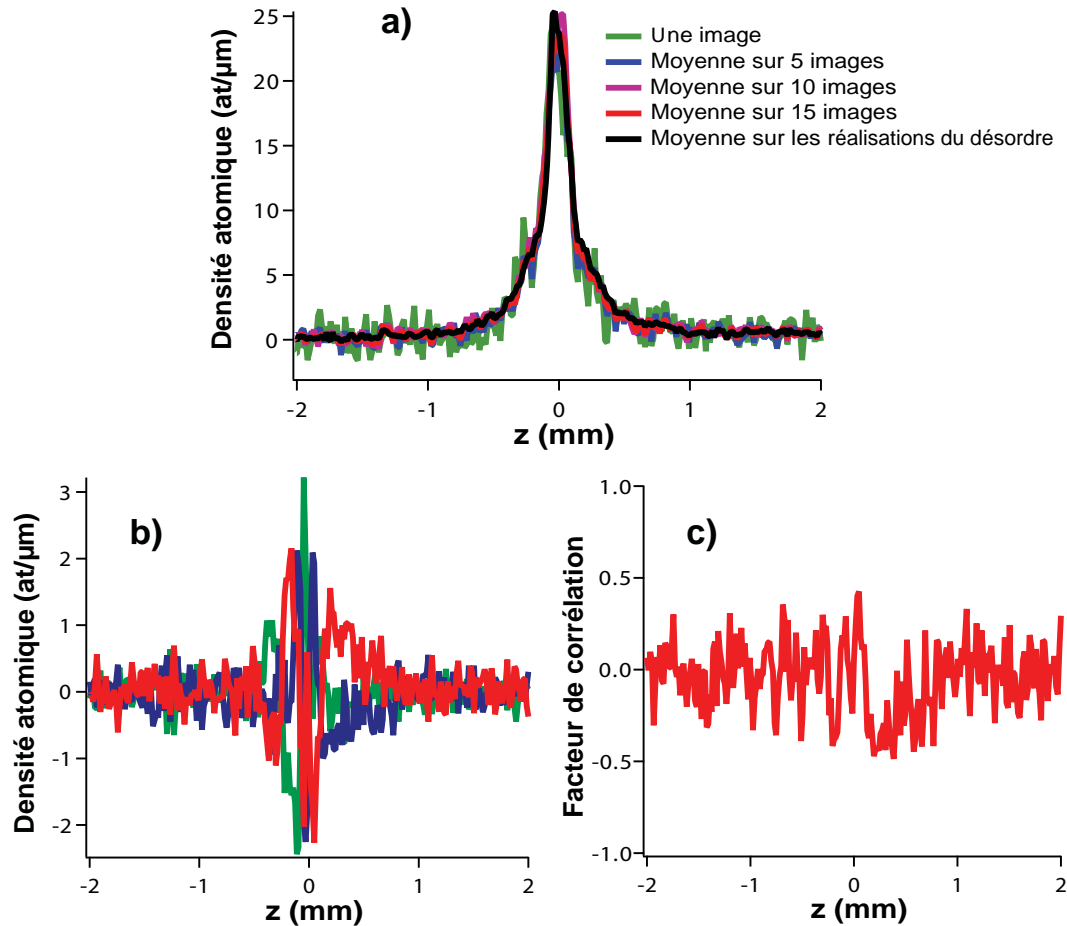 a)
Densité atomique (at/µm)
25
20
15
10
5
0
Une image
Moyenne sur 5 images
Moyenne sur 10 images
Moyenne sur 15 images
Moyenne sur les réalisations du désordre
-2
-1
0
1
2
z (mm)
b)
Densité atomique (at/µm)
3
2
1
0
-1
-2
-2
-1
0
1
2
z (mm)
c)
Facteur de corrélation
1.0
0.5
0.0
-0.5
-1.0
-2
-1
0
1
2
z (mm)